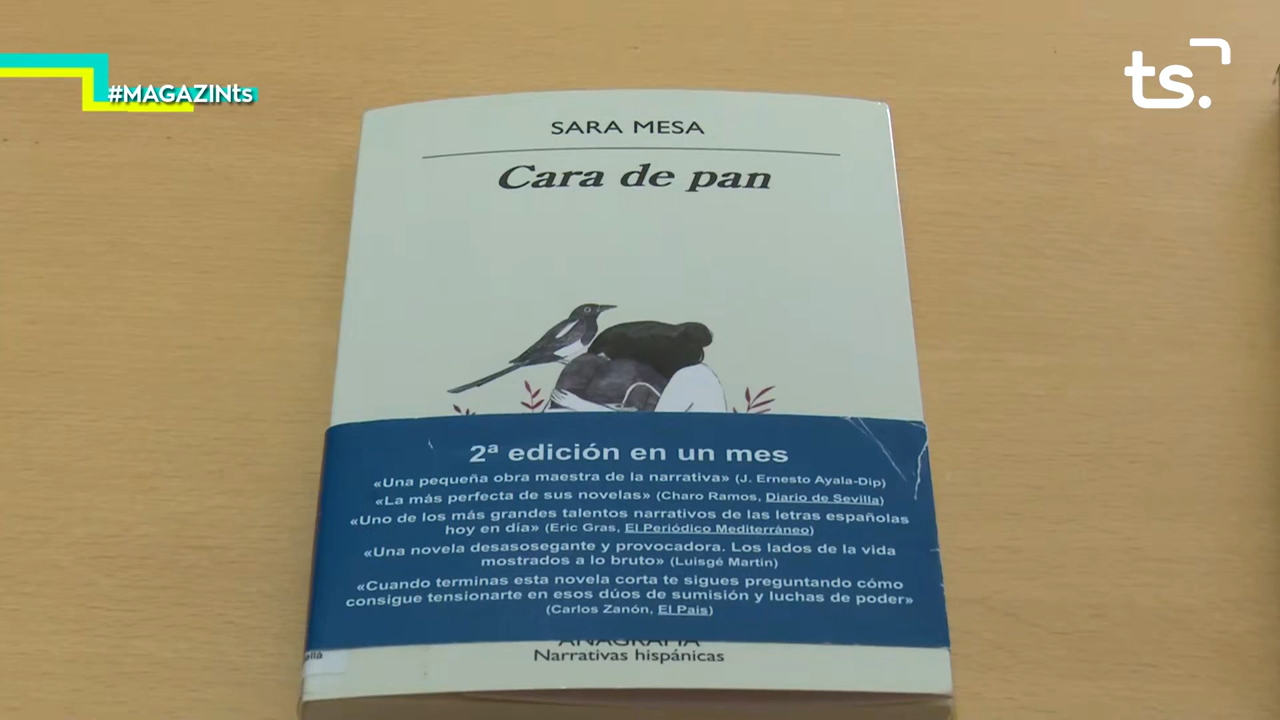 #MAGAZINts
ts.
SARA MESA
Cara de pan
2ª edición en un mes
«Una pequeña obra maestra de la narrativa» (J. Ernesto Ayala-Dip)
«La más perfecta de sus novelas» (Charo Ramos, Diario de Sevilla)
«Uno de los más grandes talentos narrativos de las letras españolas
hoy en día» (Eric Gras, El Periódico Mediterráneo)
«Una novela desasosegante y provocadora. Los lados de la vida
mostrados a lo bruto» (Luisgé Martín)
«Cuando terminas esta novela corta te sigues preguntando cómo
consigue tensionarte en esos dúos de sumisión y luchas de poder»
(Carlos Zanón, El País)
ANAGRAMA
Narrativas hispánicas